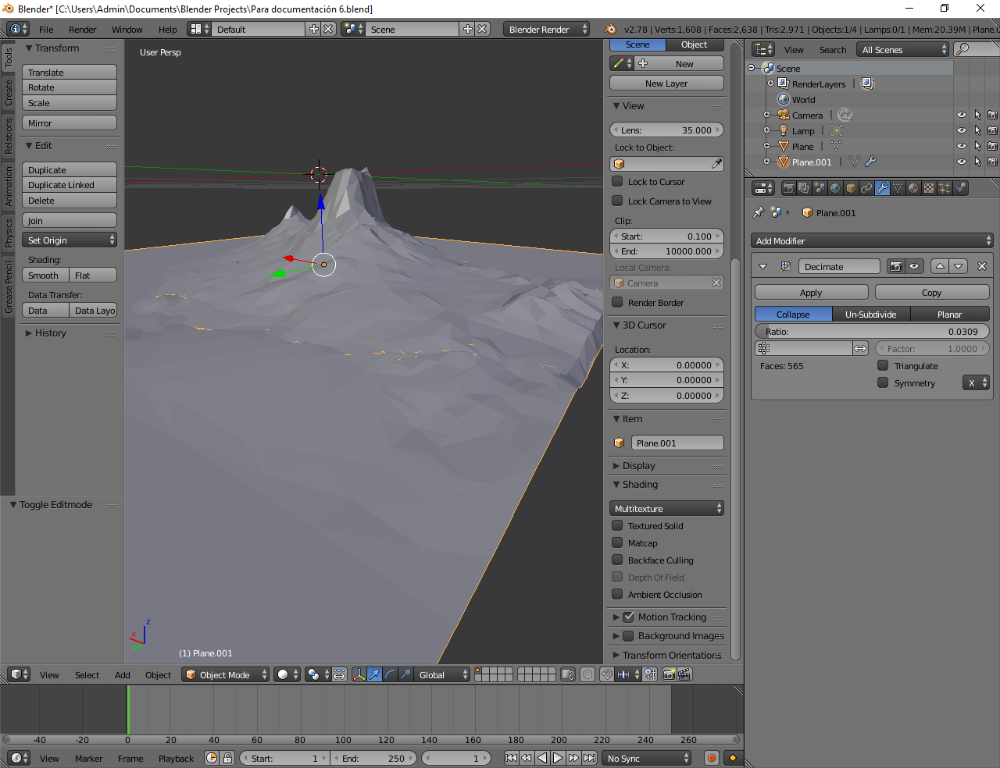 Blender* [C:\Users\Admin\Documents\Blender Projects\Para documentación 6.blend]
File Render Window Help Default Scene Blender Render v2.78 | Verts:1,608 | Faces:2,638 | Tris:2,971 | Objects:1/4 | Lamps:0/1 | Mem:20.39M | Plane.0
Tools
Create
Relations
Animation
Physics
Grease Pencil
Transform
Translate
Rotate
Scale
Mirror
Edit
Duplicate
Duplicate Linked
Delete
Join
Set Origin
Shading:
Smooth Flat
Data Transfer:
Data Data Layo
History
Toggle Editmode
User Persp
z
x
(1) Plane.001
Scene Object
New
New Layer
View
Lens: 35.000
Lock to Object:
Lock to Cursor
Lock Camera to View
Clip:
Start: 0.100
End: 10000.000
Local Camera:
Camera
Render Border
3D Cursor
Location:
X: 0.00000
Y: 0.00000
Z: 0.00000
Item
Plane.001
Display
Shading
Multitexture
Textured Solid
Matcap
Backface Culling
Depth Of Field
Ambient Occlusion
Motion Tracking
Background Images
Transform Orientations
View Search All Scenes
Scene
RenderLayers
World
Camera
Lamp
Plane
Plane.001
Plane.001
Add Modifier
Decimate
Apply Copy
Collapse Un-Subdivide Planar
Ratio: 0.0309
Factor: 1.0000
Faces: 565 Triangulate
Symmetry X
View Select Add Object Object Mode Global
-40 -20 0 20 40 60 80 100 120 140 160 180 200 220 240 260
View Marker Frame Playback Start: 1 End: 250 1 No Sync